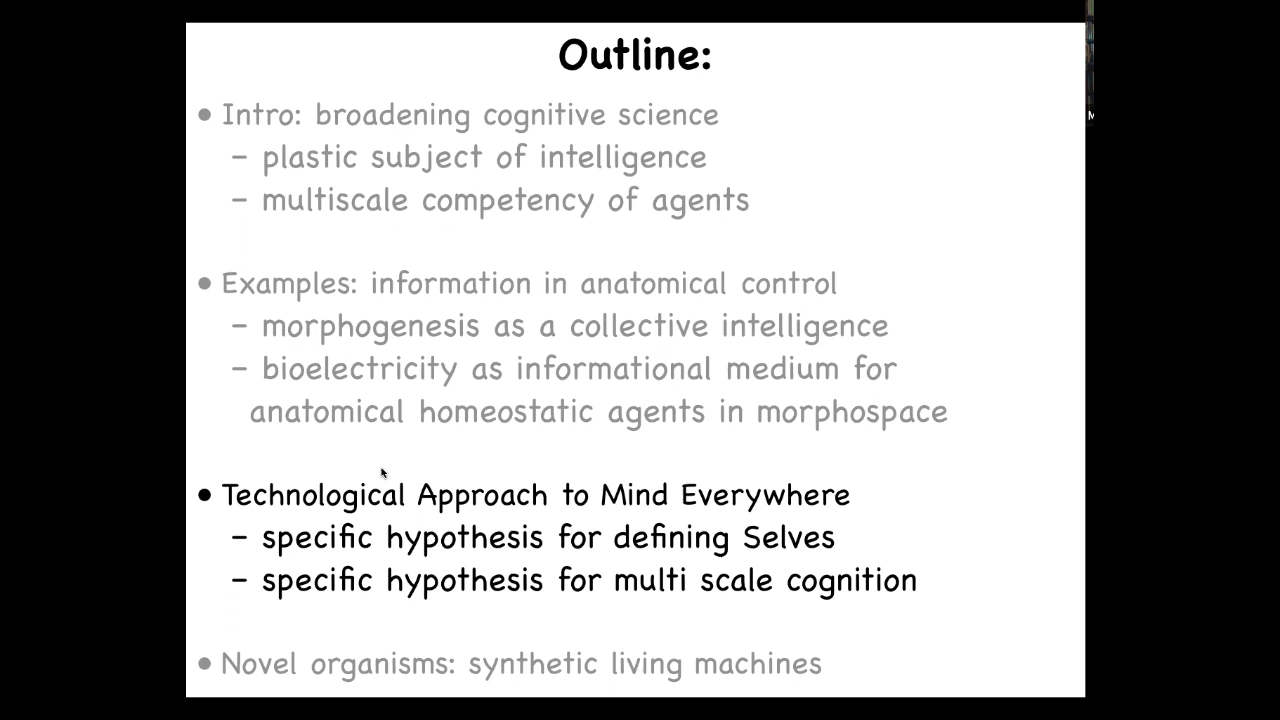 Outline:
• Intro: broadening cognitive science
– plastic subject of intelligence
– multiscale competency of agents
• Examples: information in anatomical control
– morphogenesis as a collective intelligence
– bioelectricity as informational medium for
anatomical homeostatic agents in morphospace
• Technological Approach to Mind Everywhere
– specific hypothesis for defining Selves
– specific hypothesis for multi scale cognition
• Novel organisms: synthetic living machines